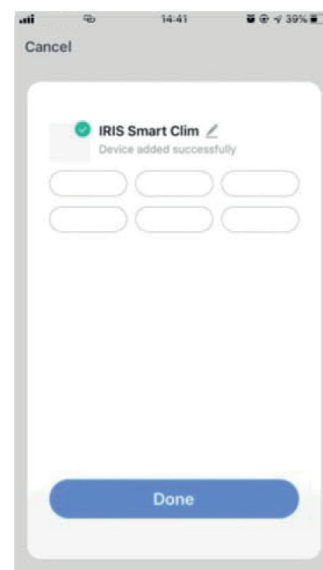 14:41
39%
Cancel
IRIS Smart Clim
Device added successfully
Done